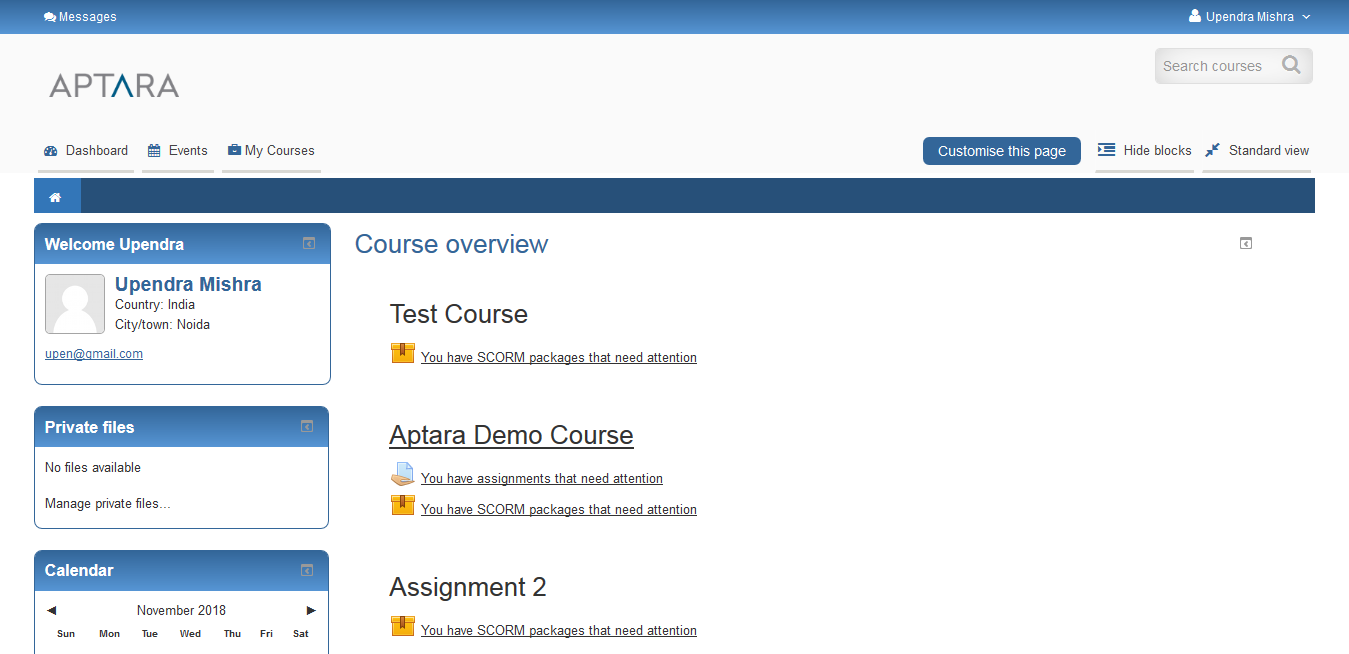 Messages
Upendra Mishra
APTARA
Search courses
Dashboard
Events
My Courses
Customise this page
Hide blocks
Standard view
Welcome Upendra
Upendra Mishra
Country: India
City/town: Noida
upen@gmail.com
Private files
No files available
Manage private files...
Calendar
November 2018
Sun Mon Tue Wed Thu Fri Sat
Course overview
Test Course
You have SCORM packages that need attention
Aptara Demo Course
You have assignments that need attention
You have SCORM packages that need attention
Assignment 2
You have SCORM packages that need attention